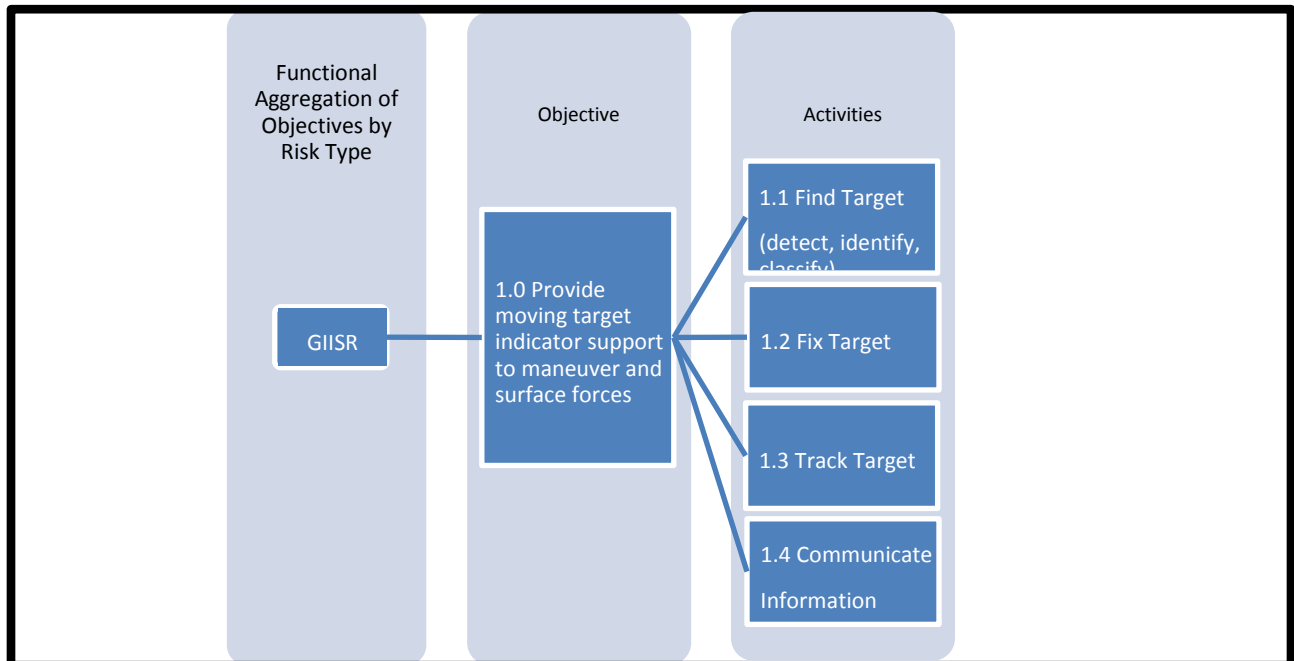 Functional
Aggregation of
Objectives by
Risk Type
Objective
Activities
GIISR
1.0 Provide
moving target
indicator support
to maneuver and
surface forces
1.1 Find Target
(detect, identify,
classify)
1.2 Fix Target
1.3 Track Target
1.4 Communicate
Information